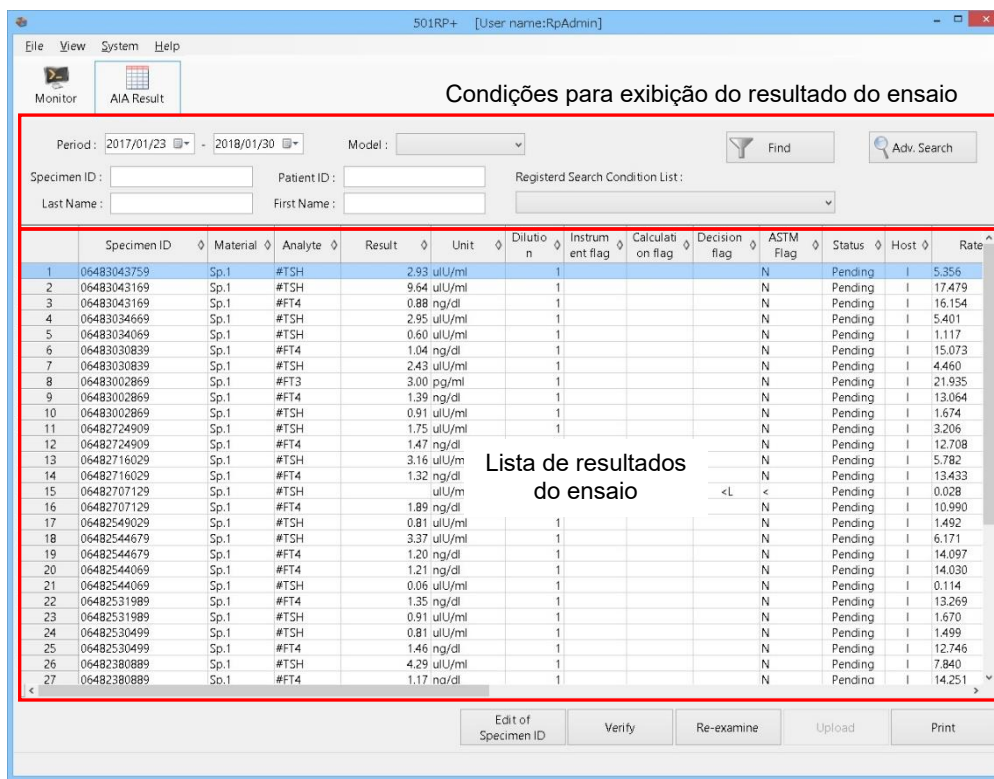 501RP+ [User name:RpAdmin]
File View System Help
Monitor AIA Result
Condições para exibição do resultado do ensaio
Period : 2017/01/23 - 2018/01/30 Model : Find Adv. Search
Specimen ID : Patient ID : Registerd Search Condition List :
Last Name : First Name :
Specimen ID Material Analyte Result Unit Dilutio n Instrum ent flag Calculati on flag Decision flag ASTM Flag Status Host Rate
1 06483043759 Sp.1 #TSH 2.93 uIU/ml 1 N Pending I 5.356
2 06483043169 Sp.1 #TSH 9.64 uIU/ml 1 N Pending I 17.479
3 06483043169 Sp.1 #FT4 0.88 ng/dl 1 N Pending I 16.154
4 06483034669 Sp.1 #TSH 2.95 uIU/ml 1 N Pending I 5.401
5 06483034069 Sp.1 #TSH 0.60 uIU/ml 1 N Pending I 1.117
6 06483030839 Sp.1 #FT4 1.04 ng/dl 1 N Pending I 15.073
7 06483030839 Sp.1 #TSH 2.43 uIU/ml 1 N Pending I 4.460
8 06483002869 Sp.1 #FT3 3.00 pg/ml 1 N Pending I 21.935
9 06483002869 Sp.1 #FT4 1.39 ng/dl 1 N Pending I 13.064
10 06483002869 Sp.1 #TSH 0.91 uIU/ml 1 N Pending I 1.674
11 06482724909 Sp.1 #TSH 1.75 uIU/ml 1 N Pending I 3.206
12 06482724909 Sp.1 #FT4 1.47 ng/dl N Pending I 12.708
13 06482716029 Sp.1 #TSH 3.16 uIU/m N Pending I 5.782
14 06482716029 Sp.1 #FT4 1.32 ng/dl N Pending I 13.433
15 06482707129 Sp.1 #TSH uIU/m <L < Pending I 0.028
16 06482707129 Sp.1 #FT4 1.89 ng/dl N Pending I 10.990
Lista de resultados
do ensaio
17 06482549029 Sp.1 #TSH 0.81 uIU/ml 1 N Pending I 1.492
18 06482544679 Sp.1 #TSH 3.37 uIU/ml 1 N Pending I 6.171
19 06482544679 Sp.1 #FT4 1.20 ng/dl 1 N Pending I 14.097
20 06482544069 Sp.1 #FT4 1.21 ng/dl 1 N Pending I 14.030
21 06482544069 Sp.1 #TSH 0.06 uIU/ml 1 N Pending I 0.114
22 06482531989 Sp.1 #FT4 1.35 ng/dl 1 N Pending I 13.269
23 06482531989 Sp.1 #TSH 0.91 uIU/ml 1 N Pending I 1.670
24 06482530499 Sp.1 #TSH 0.81 uIU/ml 1 N Pending I 1.499
25 06482530499 Sp.1 #FT4 1.46 ng/dl 1 N Pending I 12.746
26 06482380889 Sp.1 #TSH 4.29 uIU/ml 1 N Pending I 7.840
27 06482380889 Sp.1 #FT4 1.17 ng/dl 1 N Pending I 14.251
Edit of
Specimen ID Verify Re-examine Upload Print